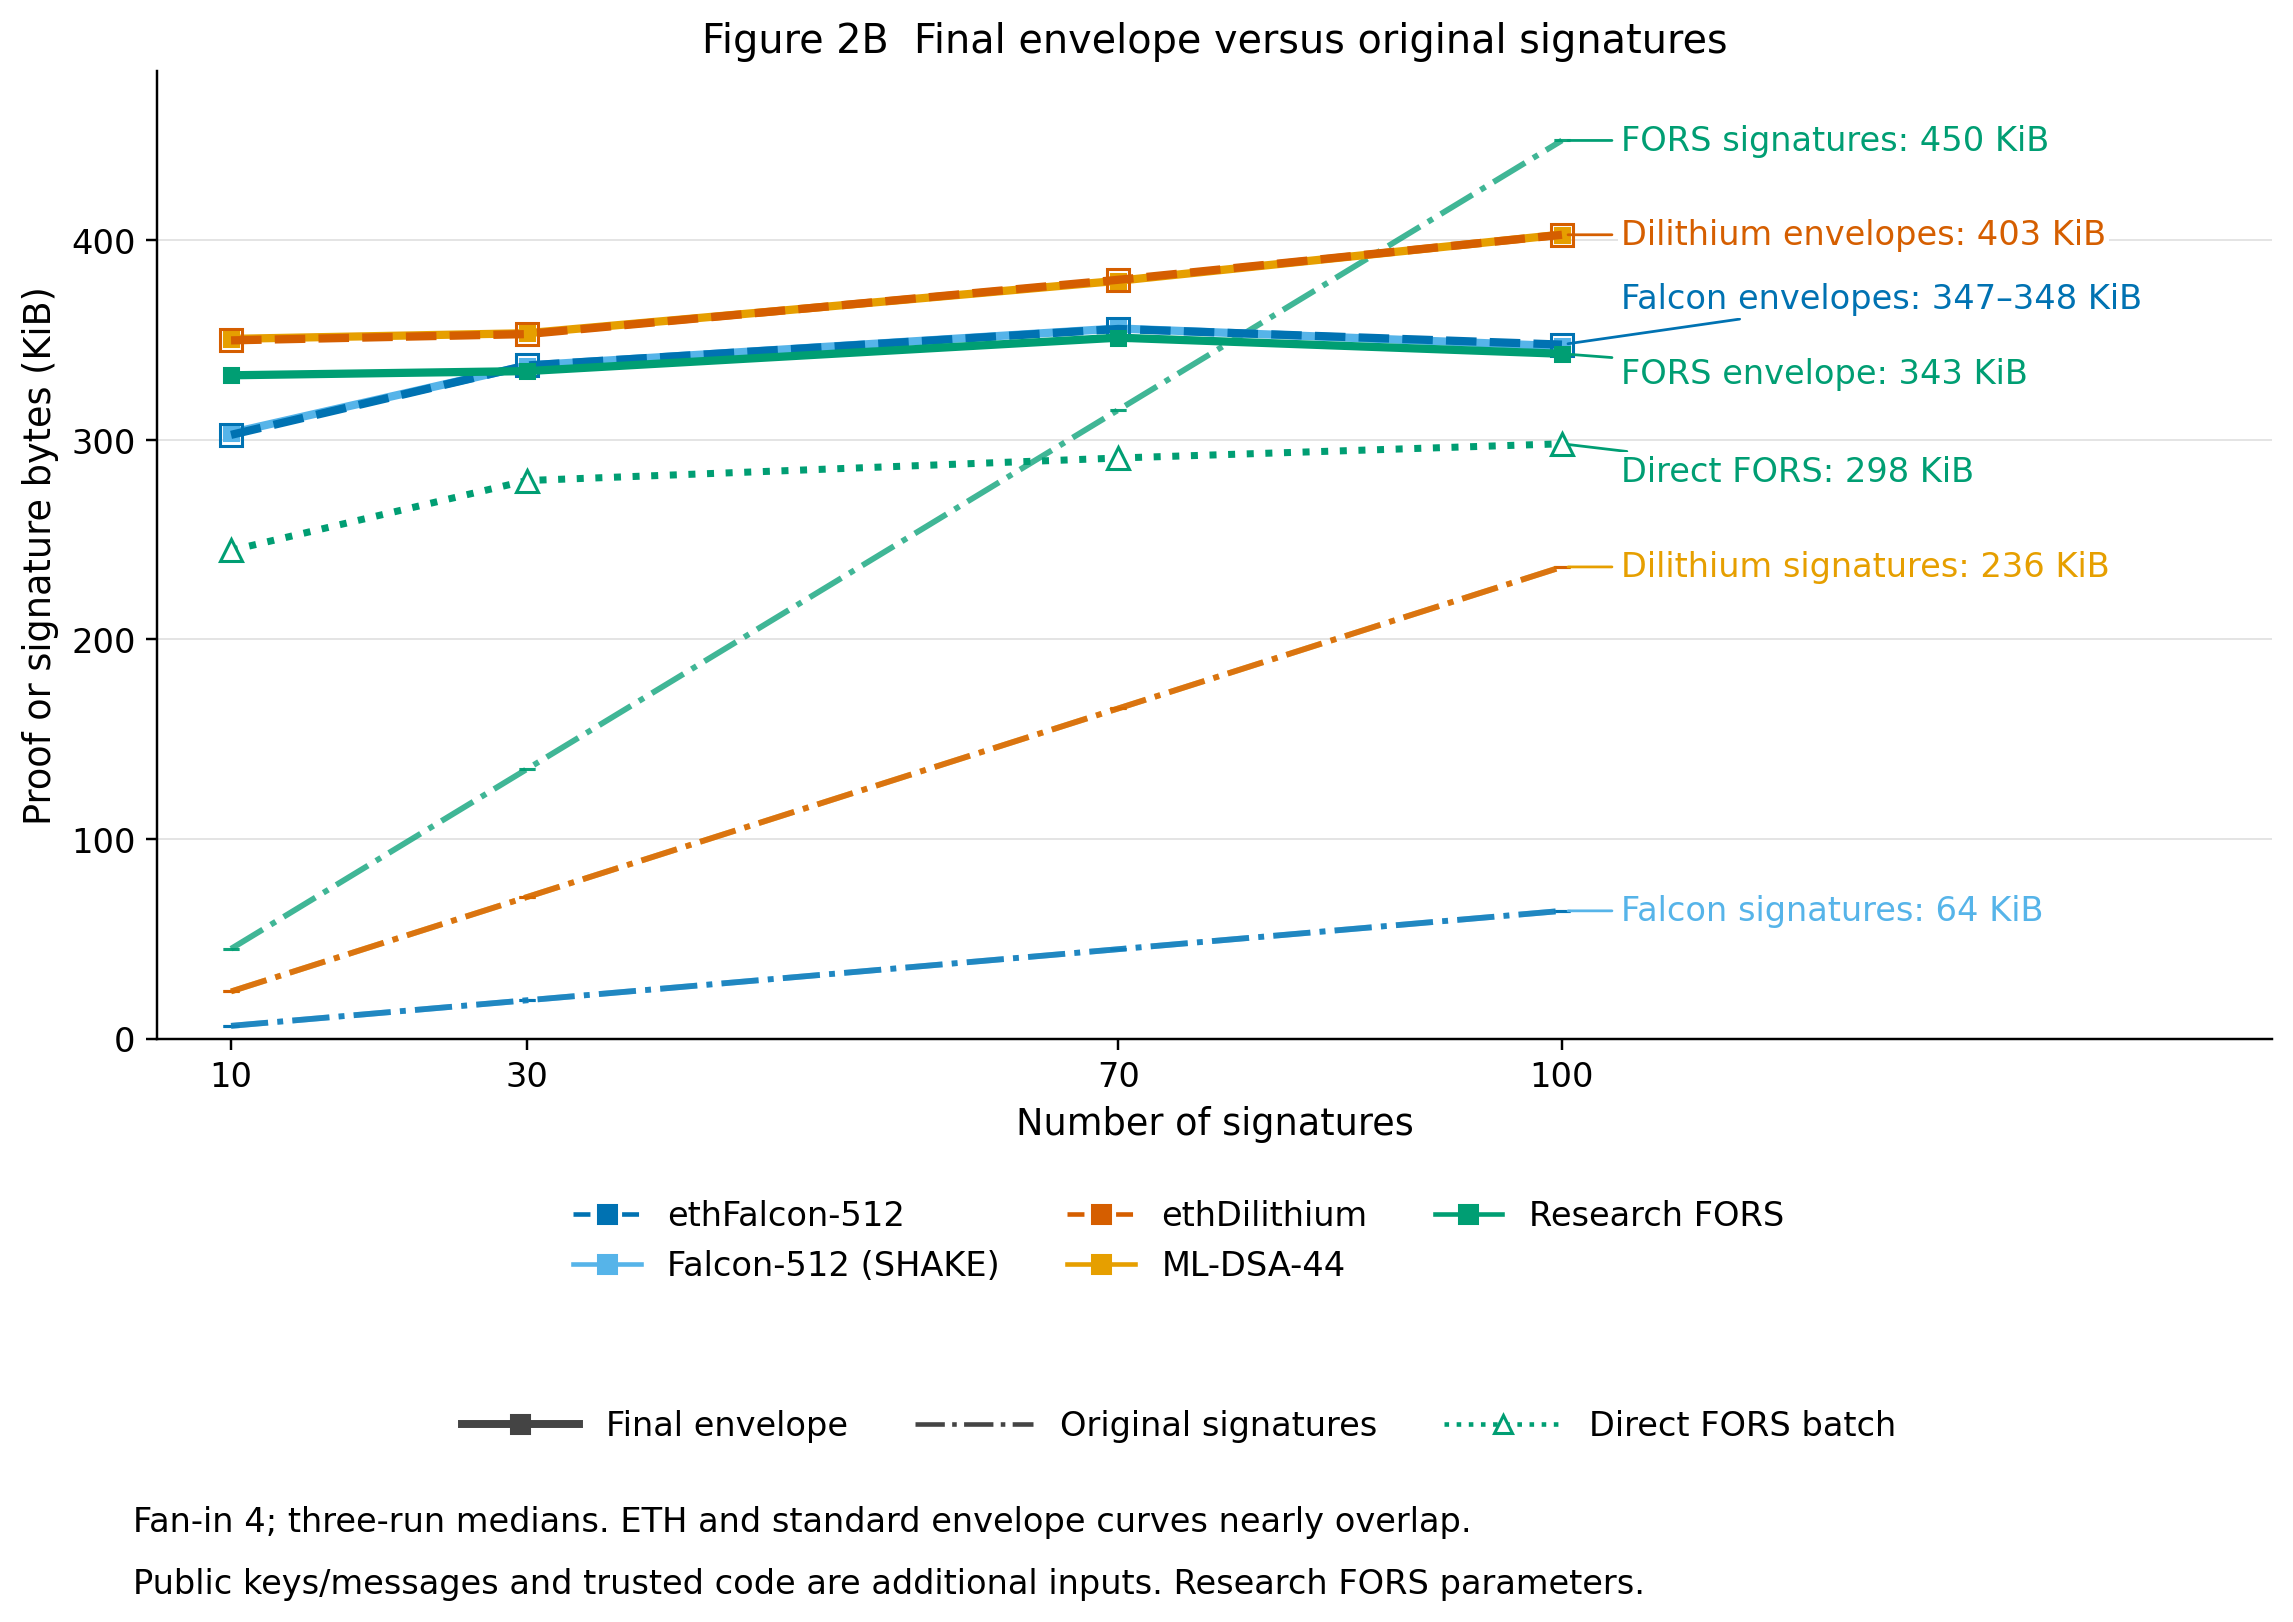 Figure 2B  Final envelope versus original signatures
Proof or signature bytes (KiB)
400
300
200
100
0
FORS signatures: 450 KiB
Dilithium envelopes: 403 KiB
Falcon envelopes: 347–348 KiB
FORS envelope: 343 KiB
Direct FORS: 298 KiB
Dilithium signatures: 236 KiB
Falcon signatures: 64 KiB
10 30 70 100
Number of signatures
ethFalcon-512 ethDilithium Research FORS
Falcon-512 (SHAKE) ML-DSA-44
Final envelope Original signatures Direct FORS batch
Fan-in 4; three-run medians. ETH and standard envelope curves nearly overlap.
Public keys/messages and trusted code are additional inputs. Research FORS parameters.